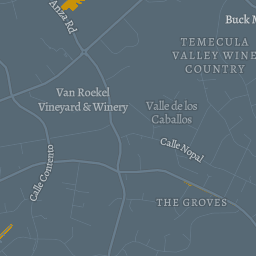 Anza Rd
Buck M
TEMECULA
VALLEY WINE
COUNTRY
Van Roekel
Vineyard & Winery
Valle de los
Caballos
Calle Nopal
Calle Contento
THE GROVES